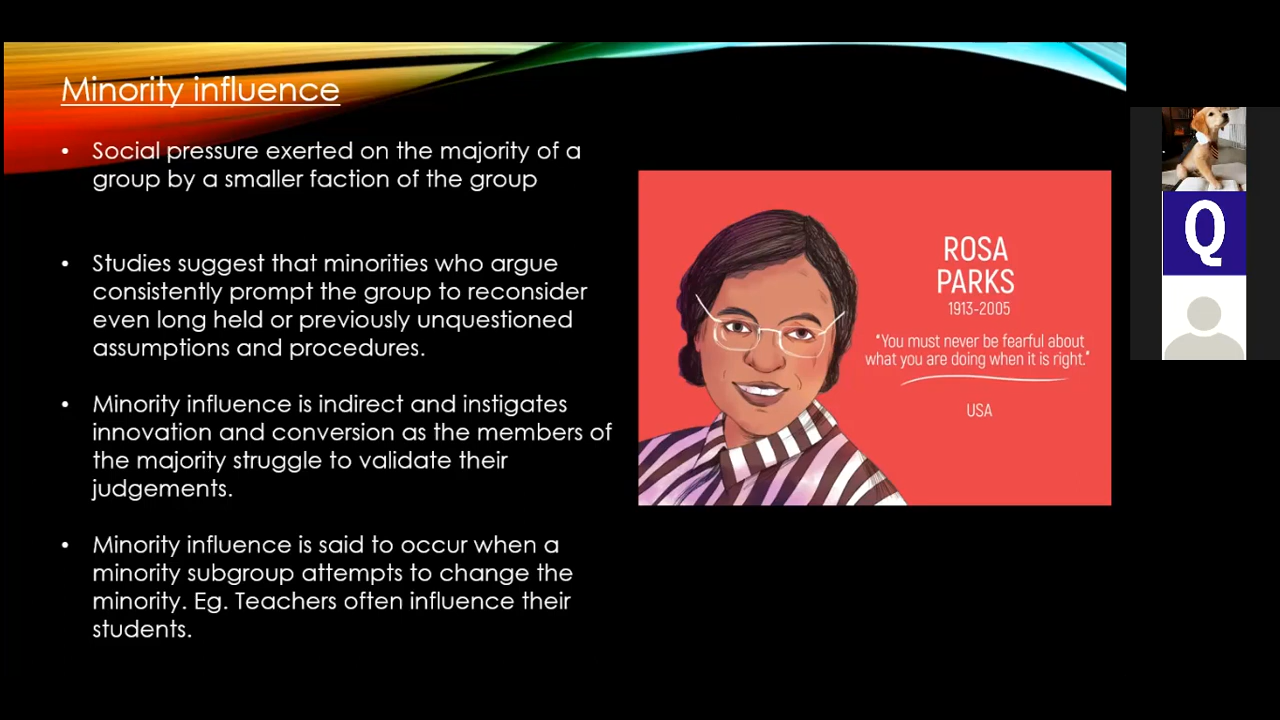 Minority influence
• Social pressure exerted on the majority of a
group by a smaller faction of the group
• Studies suggest that minorities who argue
consistently prompt the group to reconsider
even long held or previously unquestioned
assumptions and procedures.
• Minority influence is indirect and instigates
innovation and conversion as the members of
the majority struggle to validate their
judgements.
• Minority influence is said to occur when a
minority subgroup attempts to change the
minority. Eg. Teachers often influence their
students.
ROSA
PARKS
1913-2005
"You must never be fearful about
what you are doing when it is right."
USA
Q